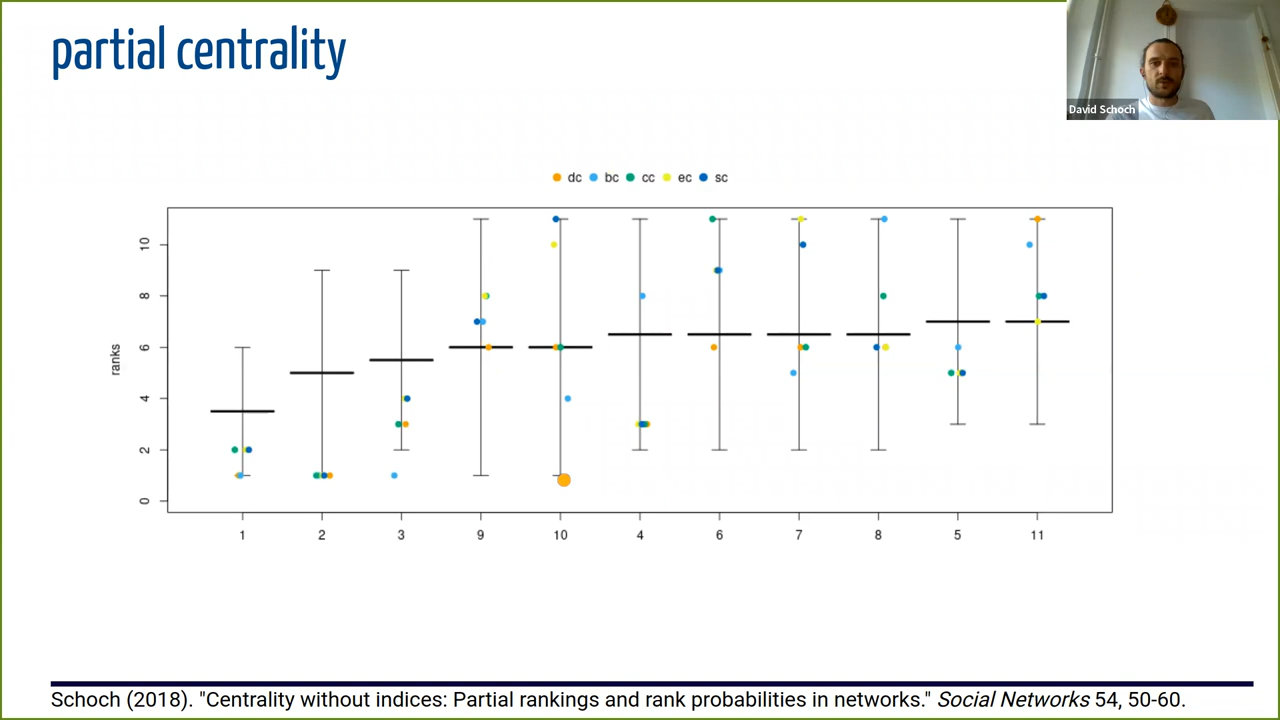 partial centrality
David Schoch
dc bc cc ec sc
ranks
10
8
6
4
2
0
1 2 3 9 10 4 6 7 8 5 11
Schoch (2018). "Centrality without indices: Partial rankings and rank probabilities in networks." Social Networks 54, 50-60.